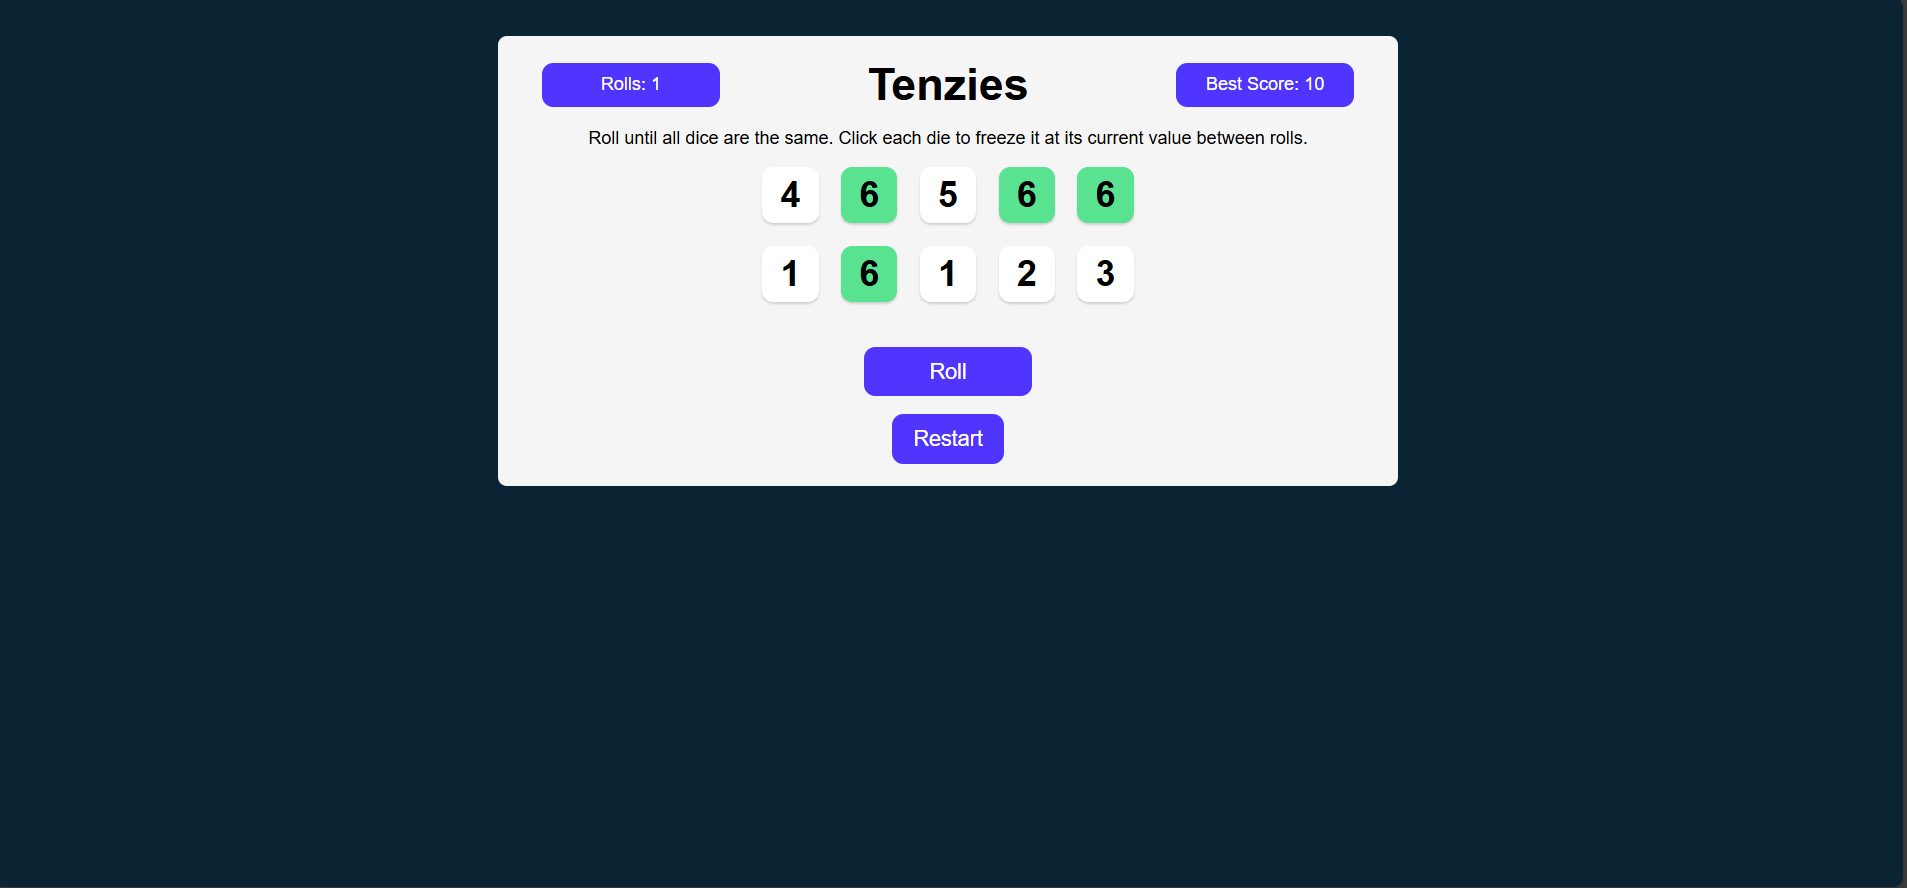 Rolls: 1
Tenzies
Best Score: 10
Roll until all dice are the same. Click each die to freeze it at its current value between rolls.
4 6 5 6 6
1 6 1 2 3
Roll
Restart